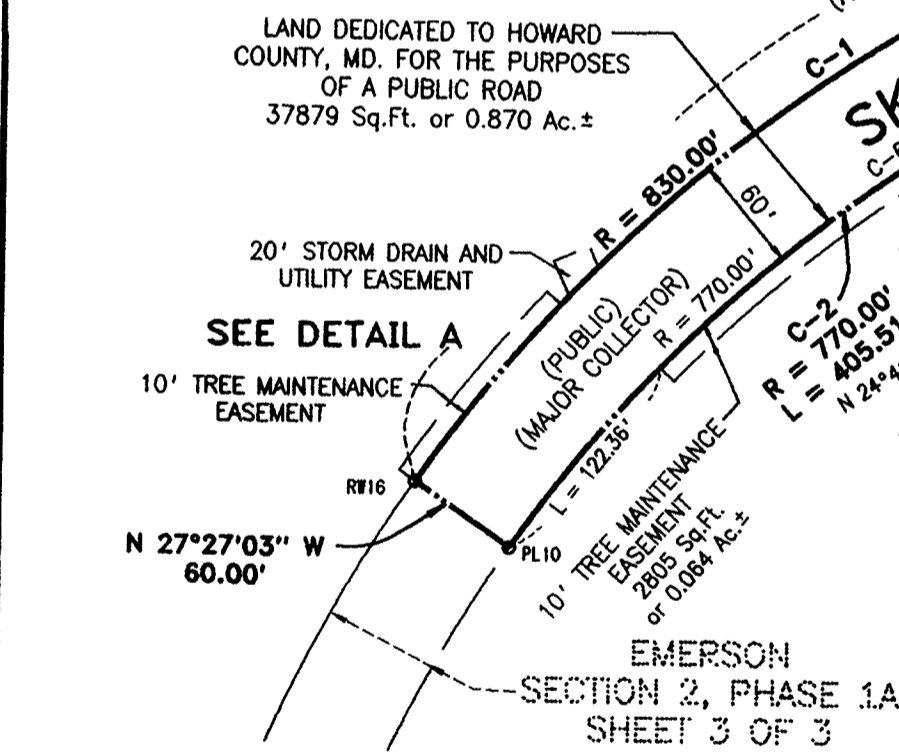 LAND DEDICATED TO HOWARD
COUNTY, MD. FOR THE PURPOSES
OF A PUBLIC ROAD
37879 Sq.Ft. or 0.870 Ac.±
C-1
R = 830.00'
60'
20' STORM DRAIN AND
UTILITY EASEMENT
(PUBLIC)
(MAJOR COLLECTOR)
R = 770.00'
C-2
R = 770.00'
L = 405.51
SEE DETAIL A
10' TREE MAINTENANCE
EASEMENT
RW16
L = 122.36'
N 27°27'03" W
60.00'
PL10
10' TREE MAINTENANCE
EASEMENT
2805 Sq.Ft.
or 0.064 Ac.±
EMERSON
SECTION 2, PHASE 1A
SHEET 3 OF 3